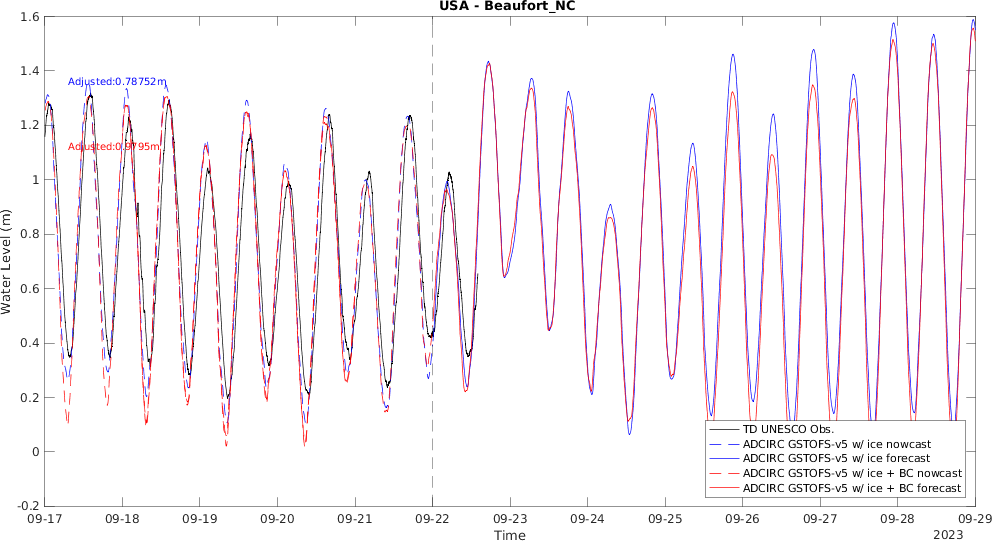 USA - Beaufort_NC
1.6
1.4
1.2
1
0.8
0.6
0.4
0.2
0
-0.2
Water Level (m)
Adjusted:0.78752m
Adjusted:0.9795m
TD UNESCO Obs.
ADCIRC GSTOFS-v5 w/ ice nowcast
ADCIRC GSTOFS-v5 w/ ice forecast
ADCIRC GSTOFS-v5 w/ ice + BC nowcast
ADCIRC GSTOFS-v5 w/ ice + BC forecast
09-17 09-18 09-19 09-20 09-21 09-22 09-23 09-24 09-25 09-26 09-27 09-28 09-29
Time
2023